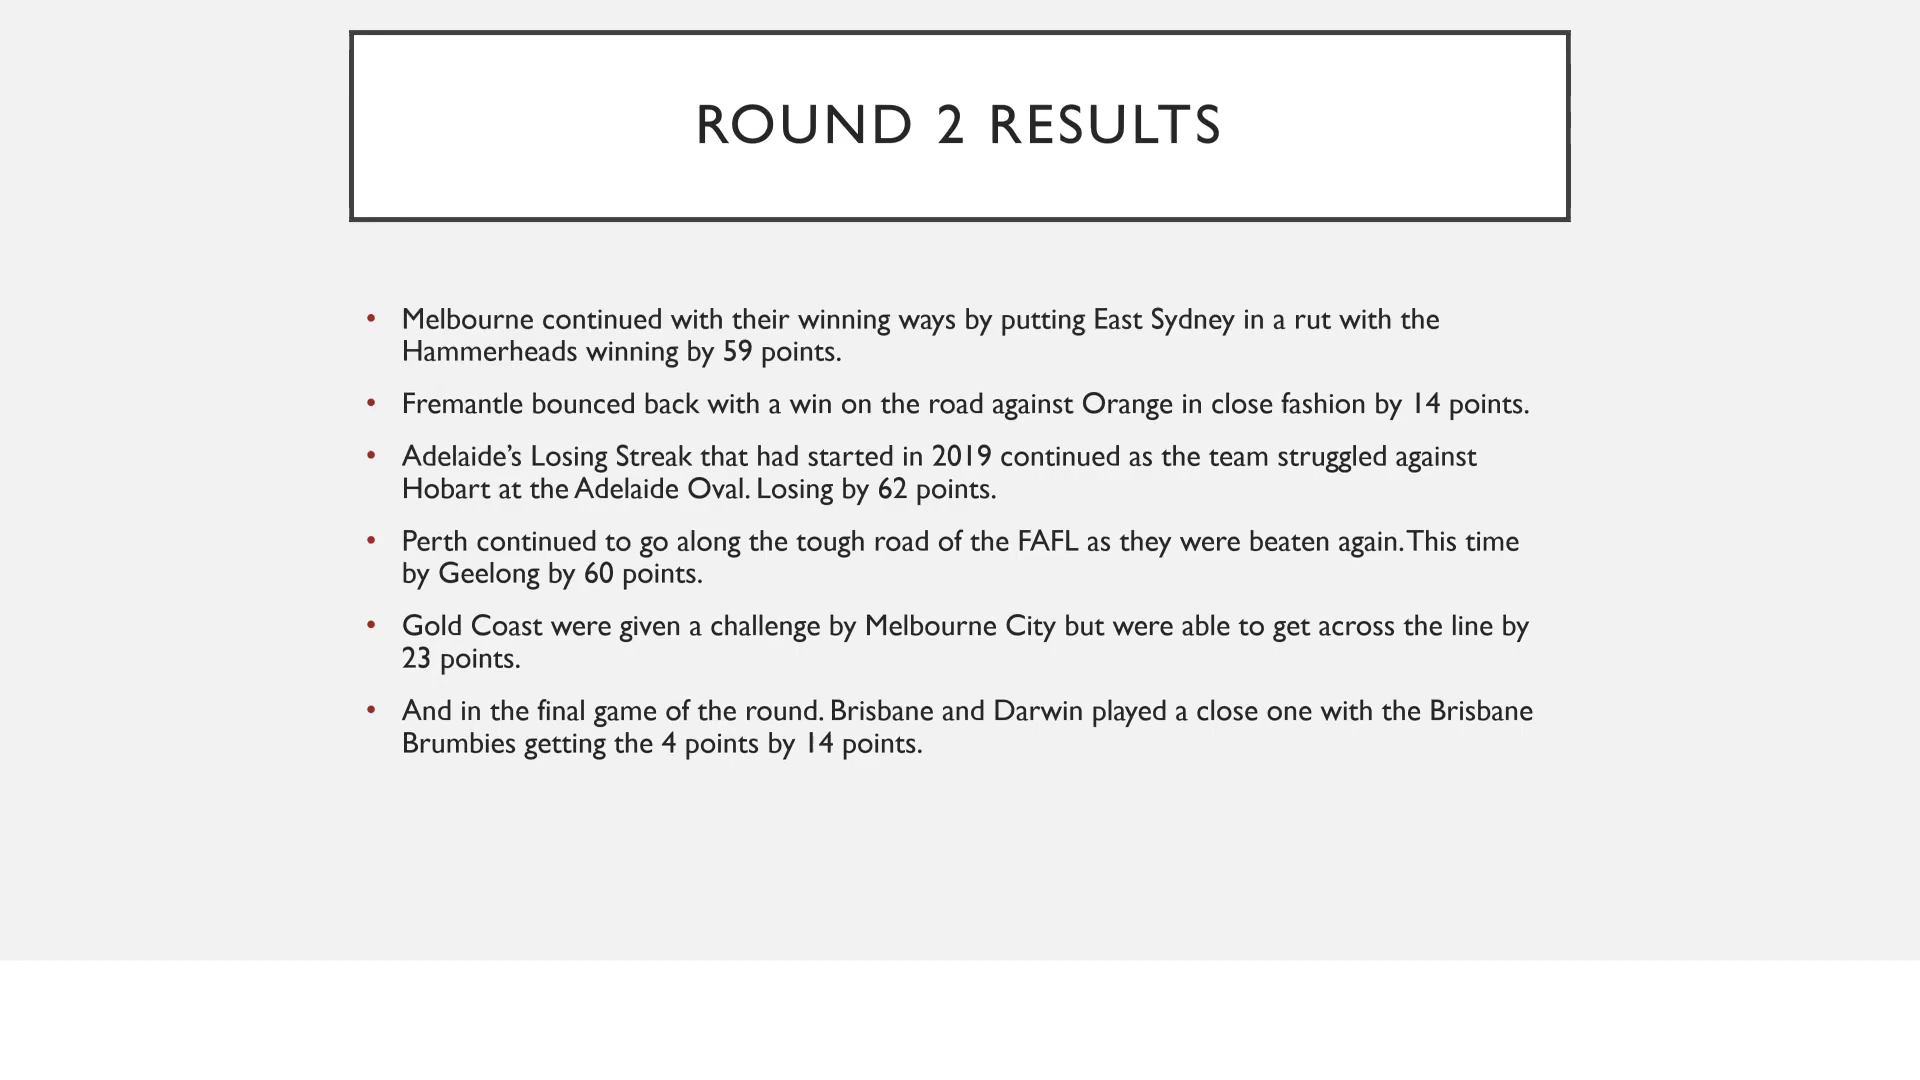 ROUND 2 RESULTS
• Melbourne continued with their winning ways by putting East Sydney in a rut with the
Hammerheads winning by 59 points.
• Fremantle bounced back with a win on the road against Orange in close fashion by 14 points.
• Adelaide’s Losing Streak that had started in 2019 continued as the team struggled against
Hobart at the Adelaide Oval. Losing by 62 points.
• Perth continued to go along the tough road of the FAFL as they were beaten again. This time
by Geelong by 60 points.
• Gold Coast were given a challenge by Melbourne City but were able to get across the line by
23 points.
• And in the final game of the round. Brisbane and Darwin played a close one with the Brisbane
Brumbies getting the 4 points by 14 points.